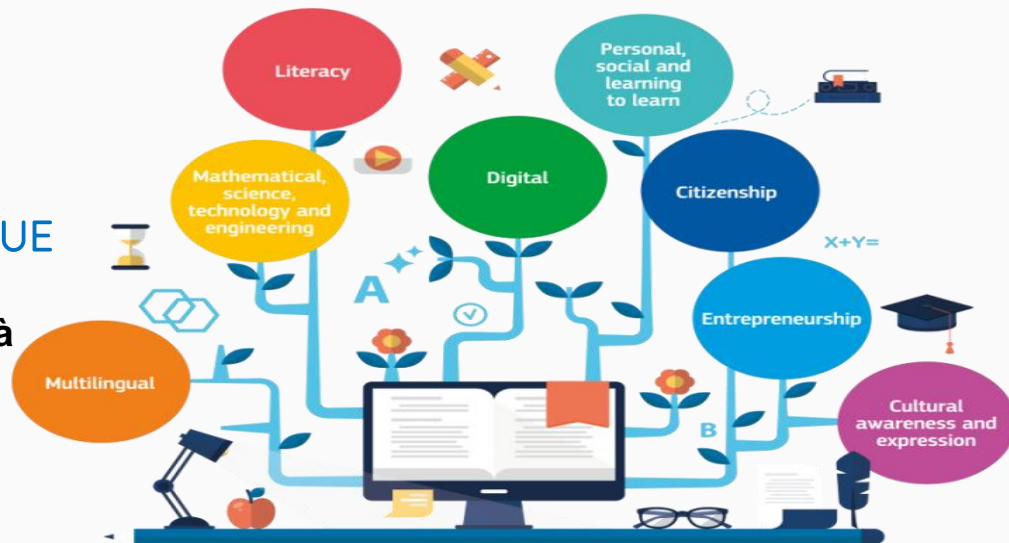 Literacy
Personal,
social and
learning
to learn
Mathematical,
science,
technology and
engineering
Digital
Citizenship
UE
X+Y=
A
à
Entrepreneurship
Multilingual
Cultural
awareness and
expression
B